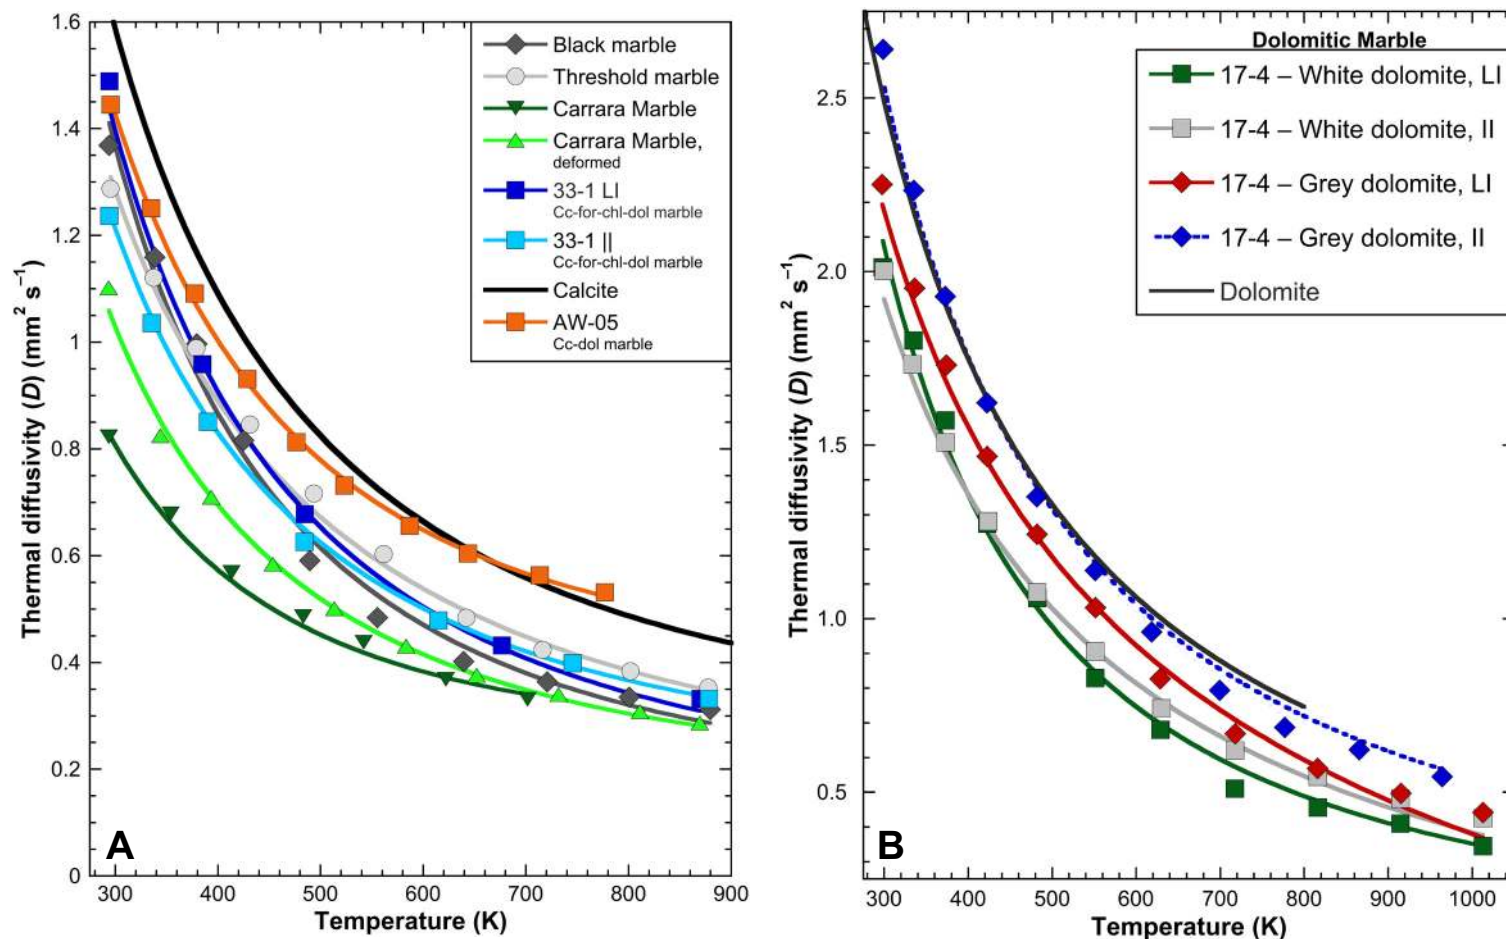 1.6
1.4
1.2
1
0.8
0.6
0.4
0.2
0
Thermal diffusivity (D) (mm² s⁻¹)
Black marble
Threshold marble
Carrara Marble
Carrara Marble,
deformed
33-1 LI
Cc-for-chl-dol marble
33-1 ||
Cc-for-chl-dol marble
Calcite
AW-05
Cc-dol marble
A
300 400 500 600 700 800 900
Temperature (K)
2.5
2.0
1.5
1.0
0.5
Thermal diffusivity (D) (mm² s⁻¹)
Dolomitic Marble
17-4 – White dolomite, LI
17-4 – White dolomite, II
17-4 – Grey dolomite, LI
17-4 – Grey dolomite, II
Dolomite
B
300 400 500 600 700 800 900 1000
Temperature (K)